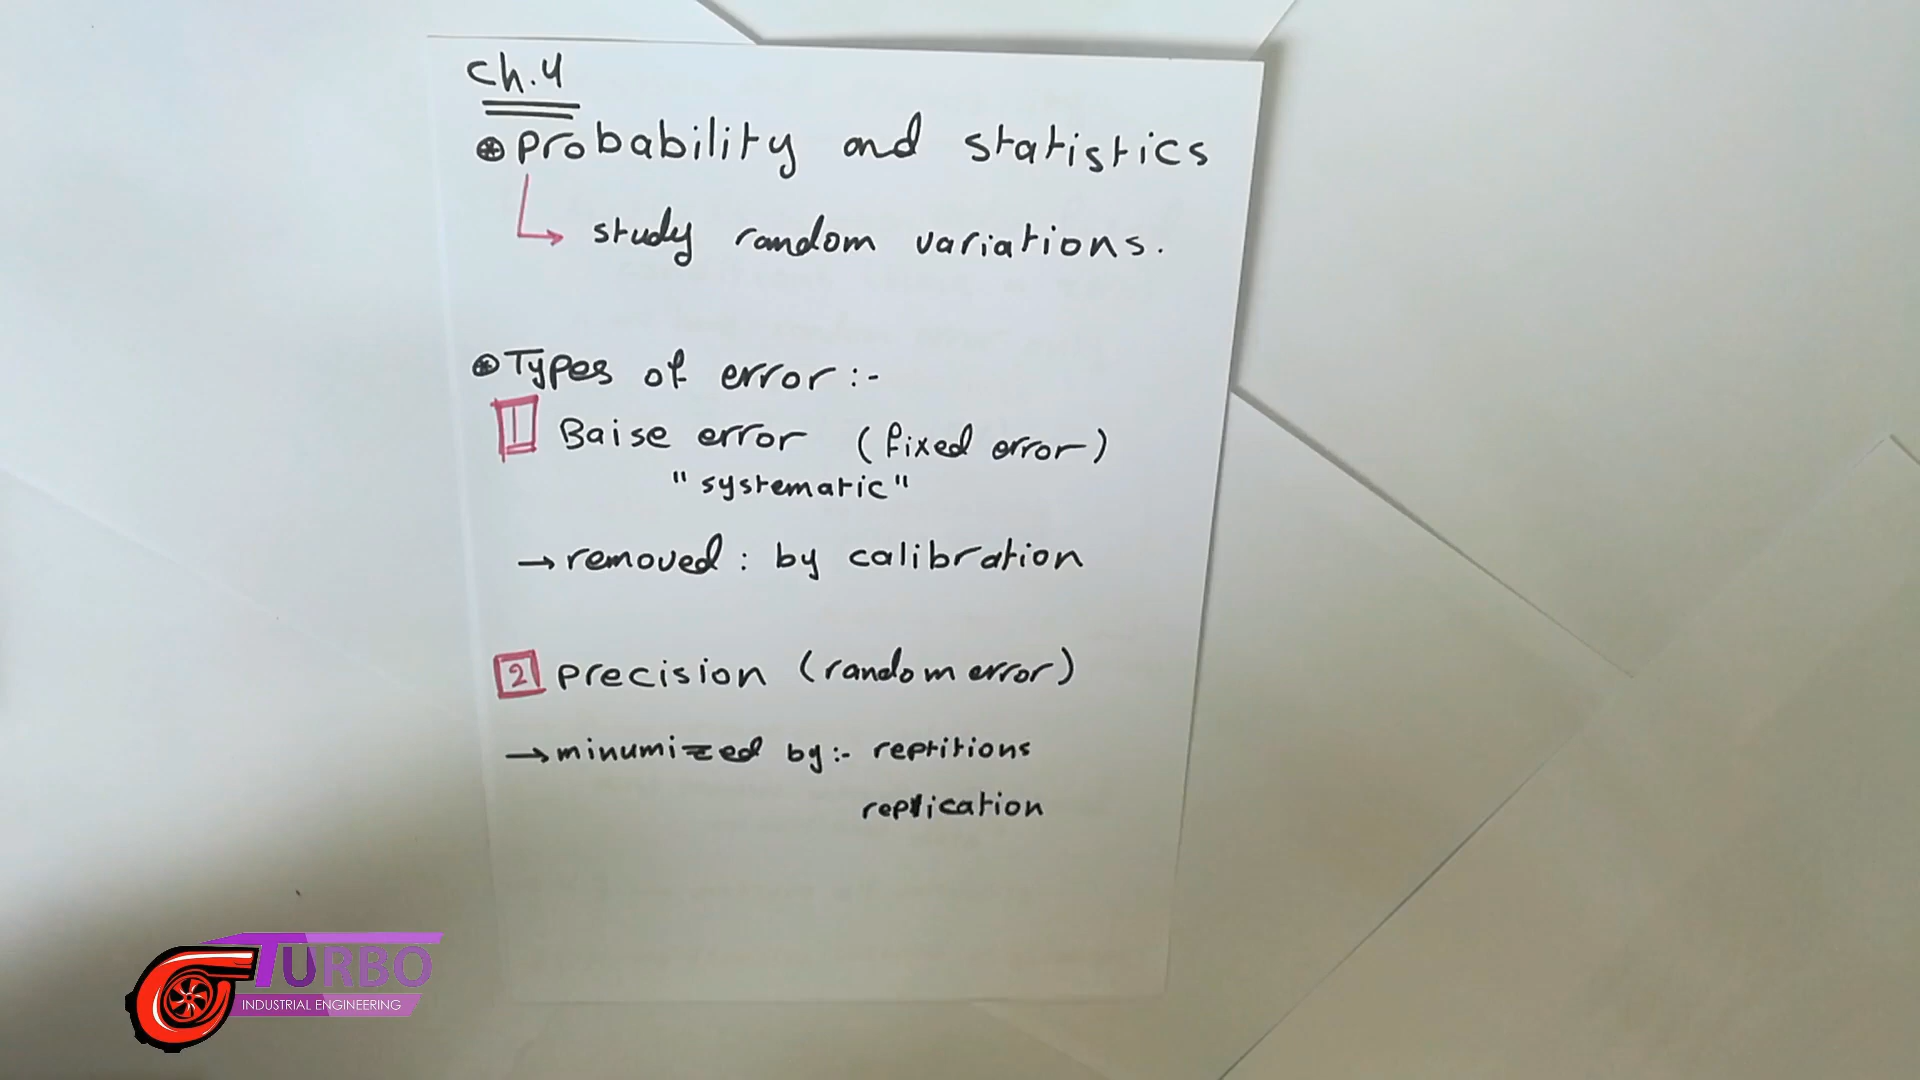 Ch.4
⊛ Probability and statistics
↳ study random variations.
⊛ Types of error :-
1 Baise error (fixed error)
"systematic"
→ removed : by calibration
2 precision (random error)
→ minumized by :- reptitions
replication
TURBO
INDUSTRIAL ENGINEERING